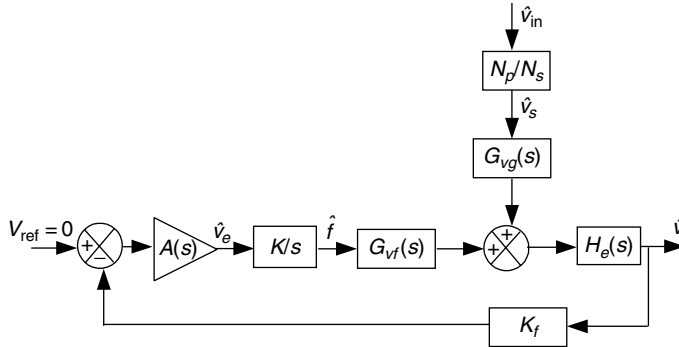 v̂in
Np/Ns
v̂s
Gvg(s)
Vref = 0
+
−
A(s)
v̂e
K/s
f̂
Gvf(s)
+
+
He(s)
Kf